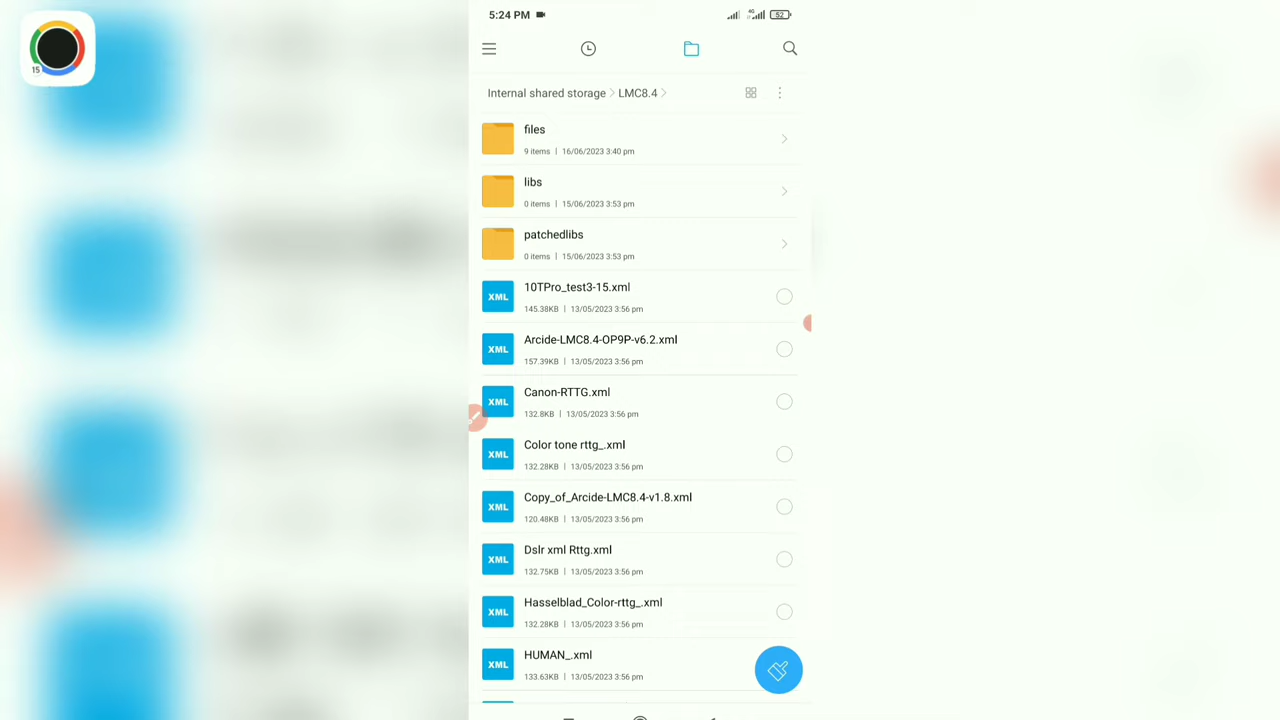 5:24 PM
4G
52
15
Internal shared storage
LMC8.4
files
9 items | 16/06/2023 3:40 pm
libs
0 items | 15/06/2023 3:53 pm
patchedlibs
0 items | 15/06/2023 3:53 pm
XML
10TPro_test3-15.xml
145.38KB | 13/05/2023 3:56 pm
XML
Arcide-LMC8.4-OP9P-v6.2.xml
157.39KB | 13/05/2023 3:56 pm
XML
Canon-RTTG.xml
132.8KB | 13/05/2023 3:56 pm
XML
Color tone rttg_.xml
132.28KB | 13/05/2023 3:56 pm
XML
Copy_of_Arcide-LMC8.4-v1.8.xml
120.48KB | 13/05/2023 3:56 pm
XML
Dslr xml Rttg.xml
132.75KB | 13/05/2023 3:56 pm
XML
Hasselblad_Color-rttg_.xml
132.28KB | 13/05/2023 3:56 pm
XML
HUMAN_.xml
133.63KB | 13/05/2023 3:56 pm